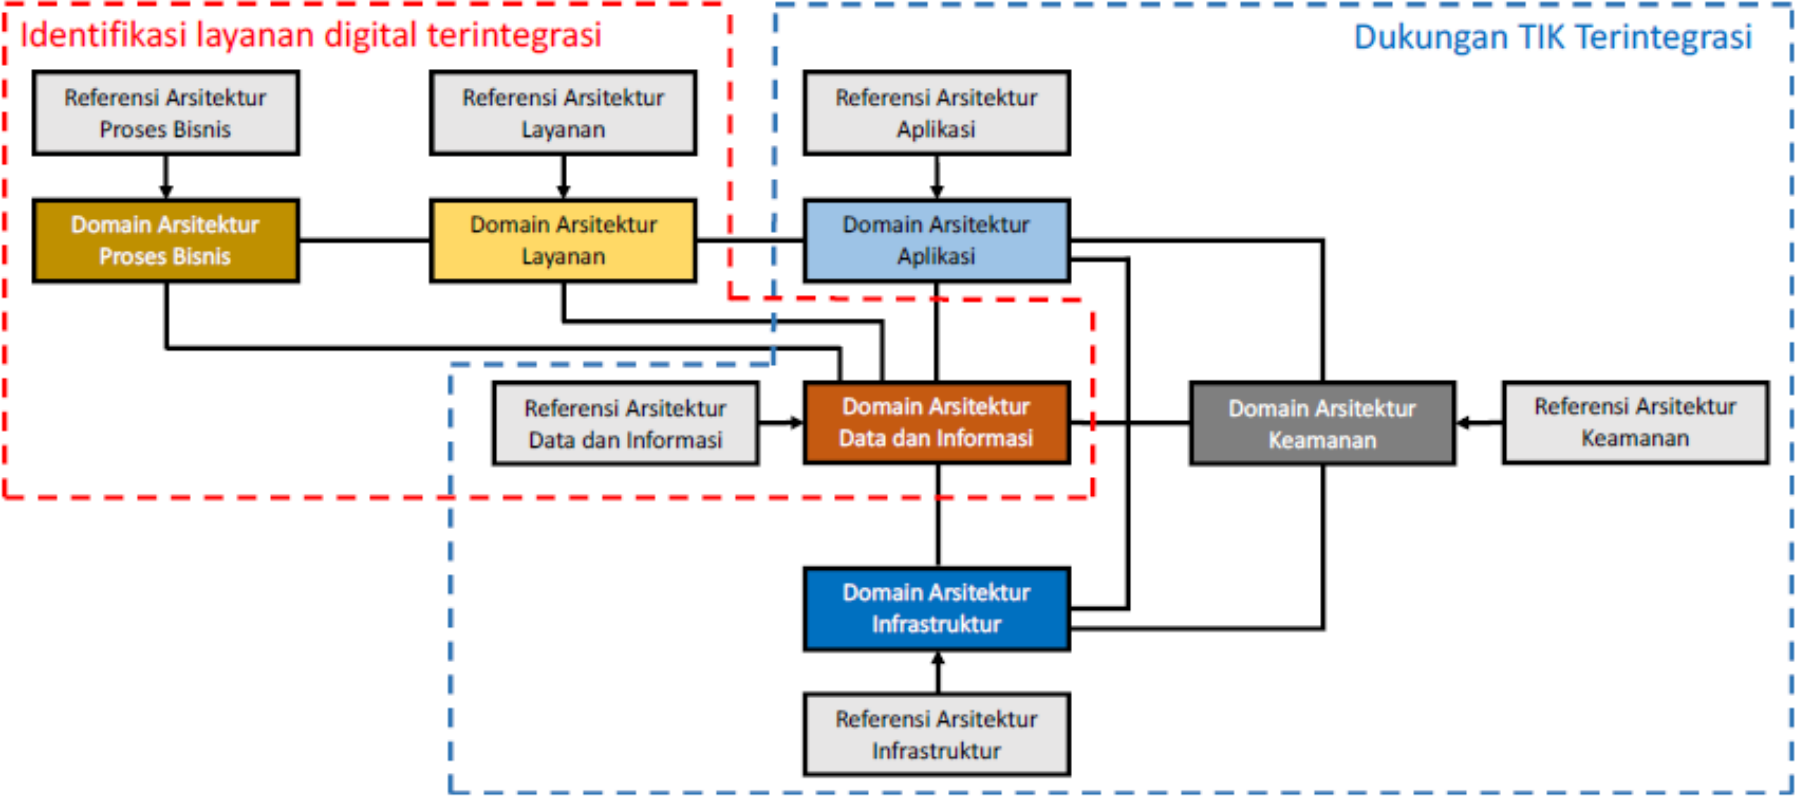 Identifikasi layanan digital terintegrasi
Dukungan TIK Terintegrasi
Referensi Arsitektur
Proses Bisnis
Referensi Arsitektur
Layanan
Referensi Arsitektur
Aplikasi
Domain Arsitektur
Proses Bisnis
Domain Arsitektur
Layanan
Domain Arsitektur
Aplikasi
Referensi Arsitektur
Data dan Informasi
Domain Arsitektur
Data dan Informasi
Domain Arsitektur
Keamanan
Referensi Arsitektur
Keamanan
Domain Arsitektur
Infrastruktur
Referensi Arsitektur
Infrastruktur